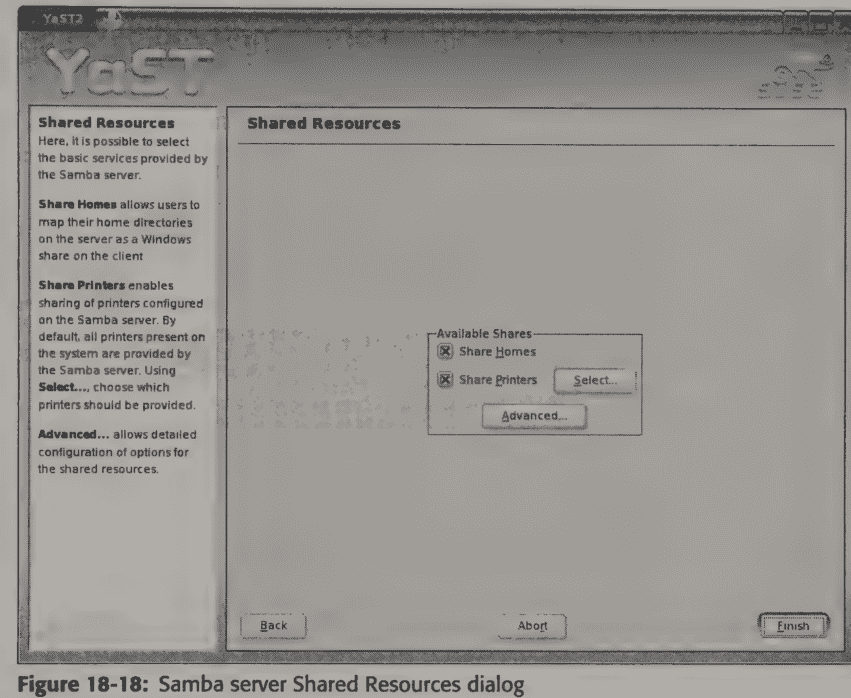 YaST2
YaST
Shared Resources
Here, it is possible to select
the basic services provided by
the Samba server.
Share Homes allows users to
map their home directories
on the server as a Windows
share on the client
Share Printers enables
sharing of printers configured
on the Samba server. By
default, all printers present on
the system are provided by
the Samba server. Using
Select..., choose which
printers should be provided.
Advanced... allows detailed
configuration of options for
the shared resources.
Shared Resources
Available Shares
Share Homes
Share Printers
Select...
Advanced...
Back
Abort
Finish
Figure 18-18: Samba server Shared Resources dialog